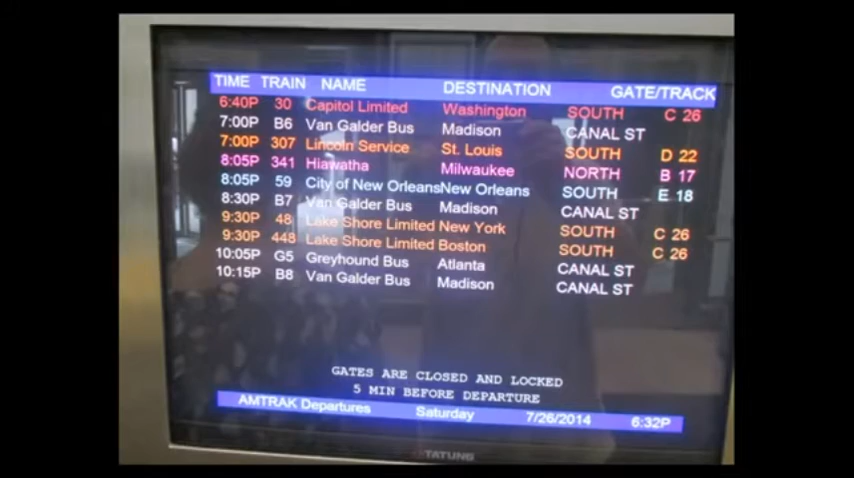 TIME TRAIN NAME DESTINATION GATE/TRACK
6:40P 30 Capitol Limited Washington SOUTH C 26
7:00P B6 Van Galder Bus Madison CANAL ST
7:00P 307 Lincoln Service St. Louis SOUTH D 22
8:05P 341 Hiawatha Milwaukee NORTH B 17
8:05P 59 City of New Orleans New Orleans SOUTH E 18
8:30P B7 Van Galder Bus Madison CANAL ST
9:30P 48 Lake Shore Limited New York SOUTH C 26
9:30P 448 Lake Shore Limited Boston SOUTH C 26
10:05P G5 Greyhound Bus Atlanta CANAL ST
10:15P B8 Van Galder Bus Madison CANAL ST
GATES ARE CLOSED AND LOCKED
5 MIN BEFORE DEPARTURE
AMTRAK Departures Saturday 7/26/2014 6:32P
TATUNG